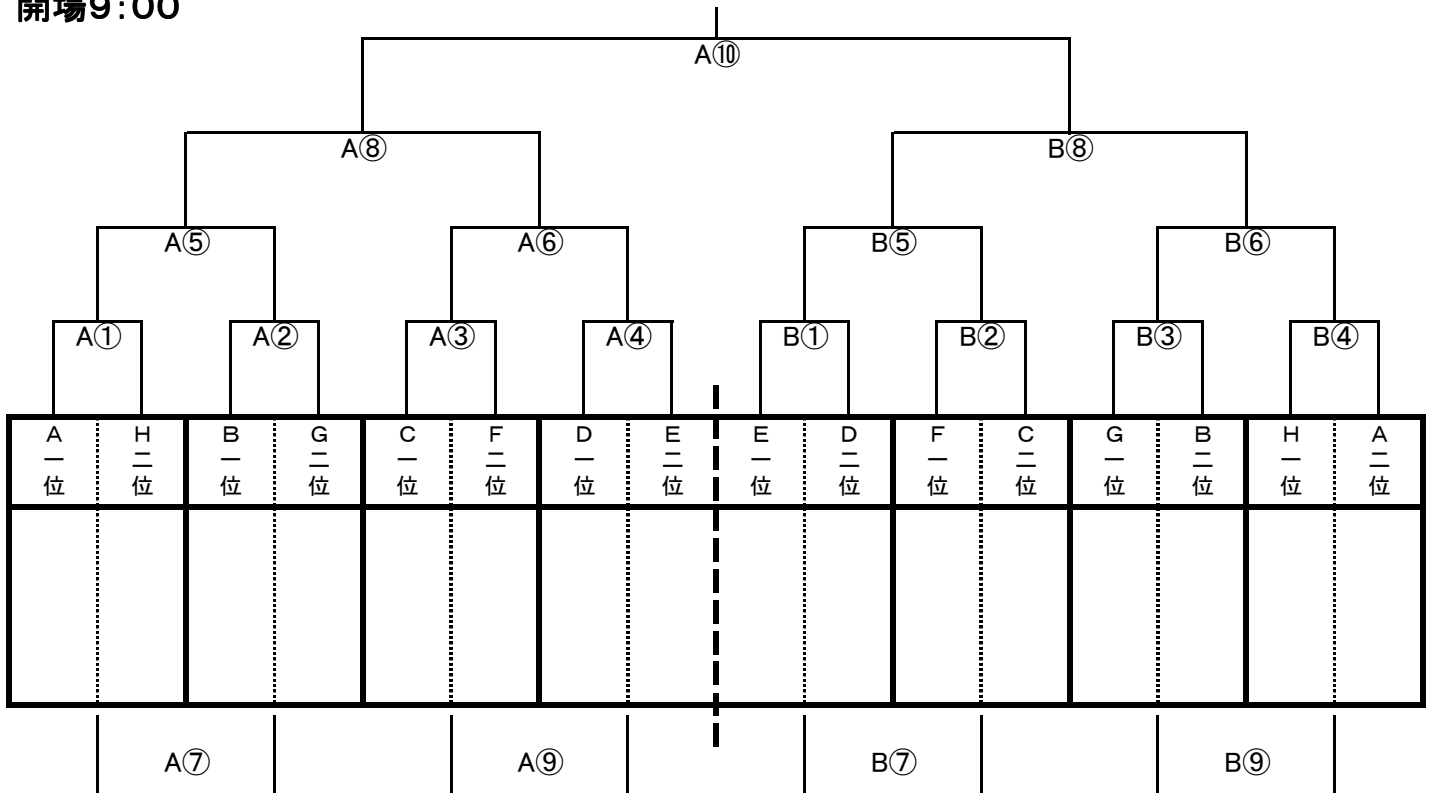 開場9:00
A⑩
A⑧ B⑧
A⑤ A⑥ B⑤ B⑥
A① A② A③ A④ B① B② B③ B④
A一位 H二位 B一位 G二位 C一位 F二位 D一位 E二位 E一位 D二位 F一位 C二位 G一位 B二位 H一位 A二位
A⑦ A⑨ B⑦ B⑨